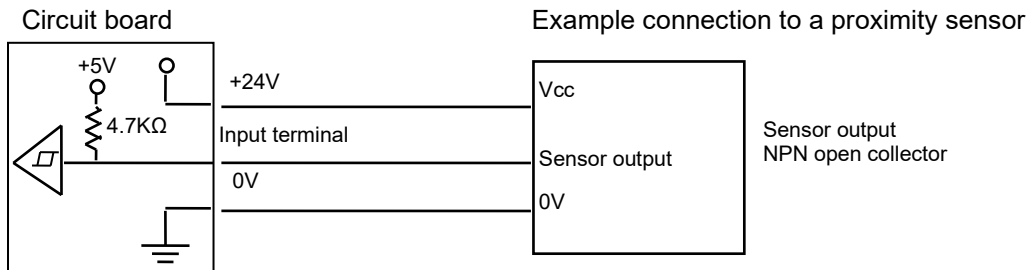 Circuit board
Example connection to a proximity sensor
+5V
+24V
Vcc
4.7KΩ
Input terminal
Sensor output
NPN open collector
Sensor output
0V
0V